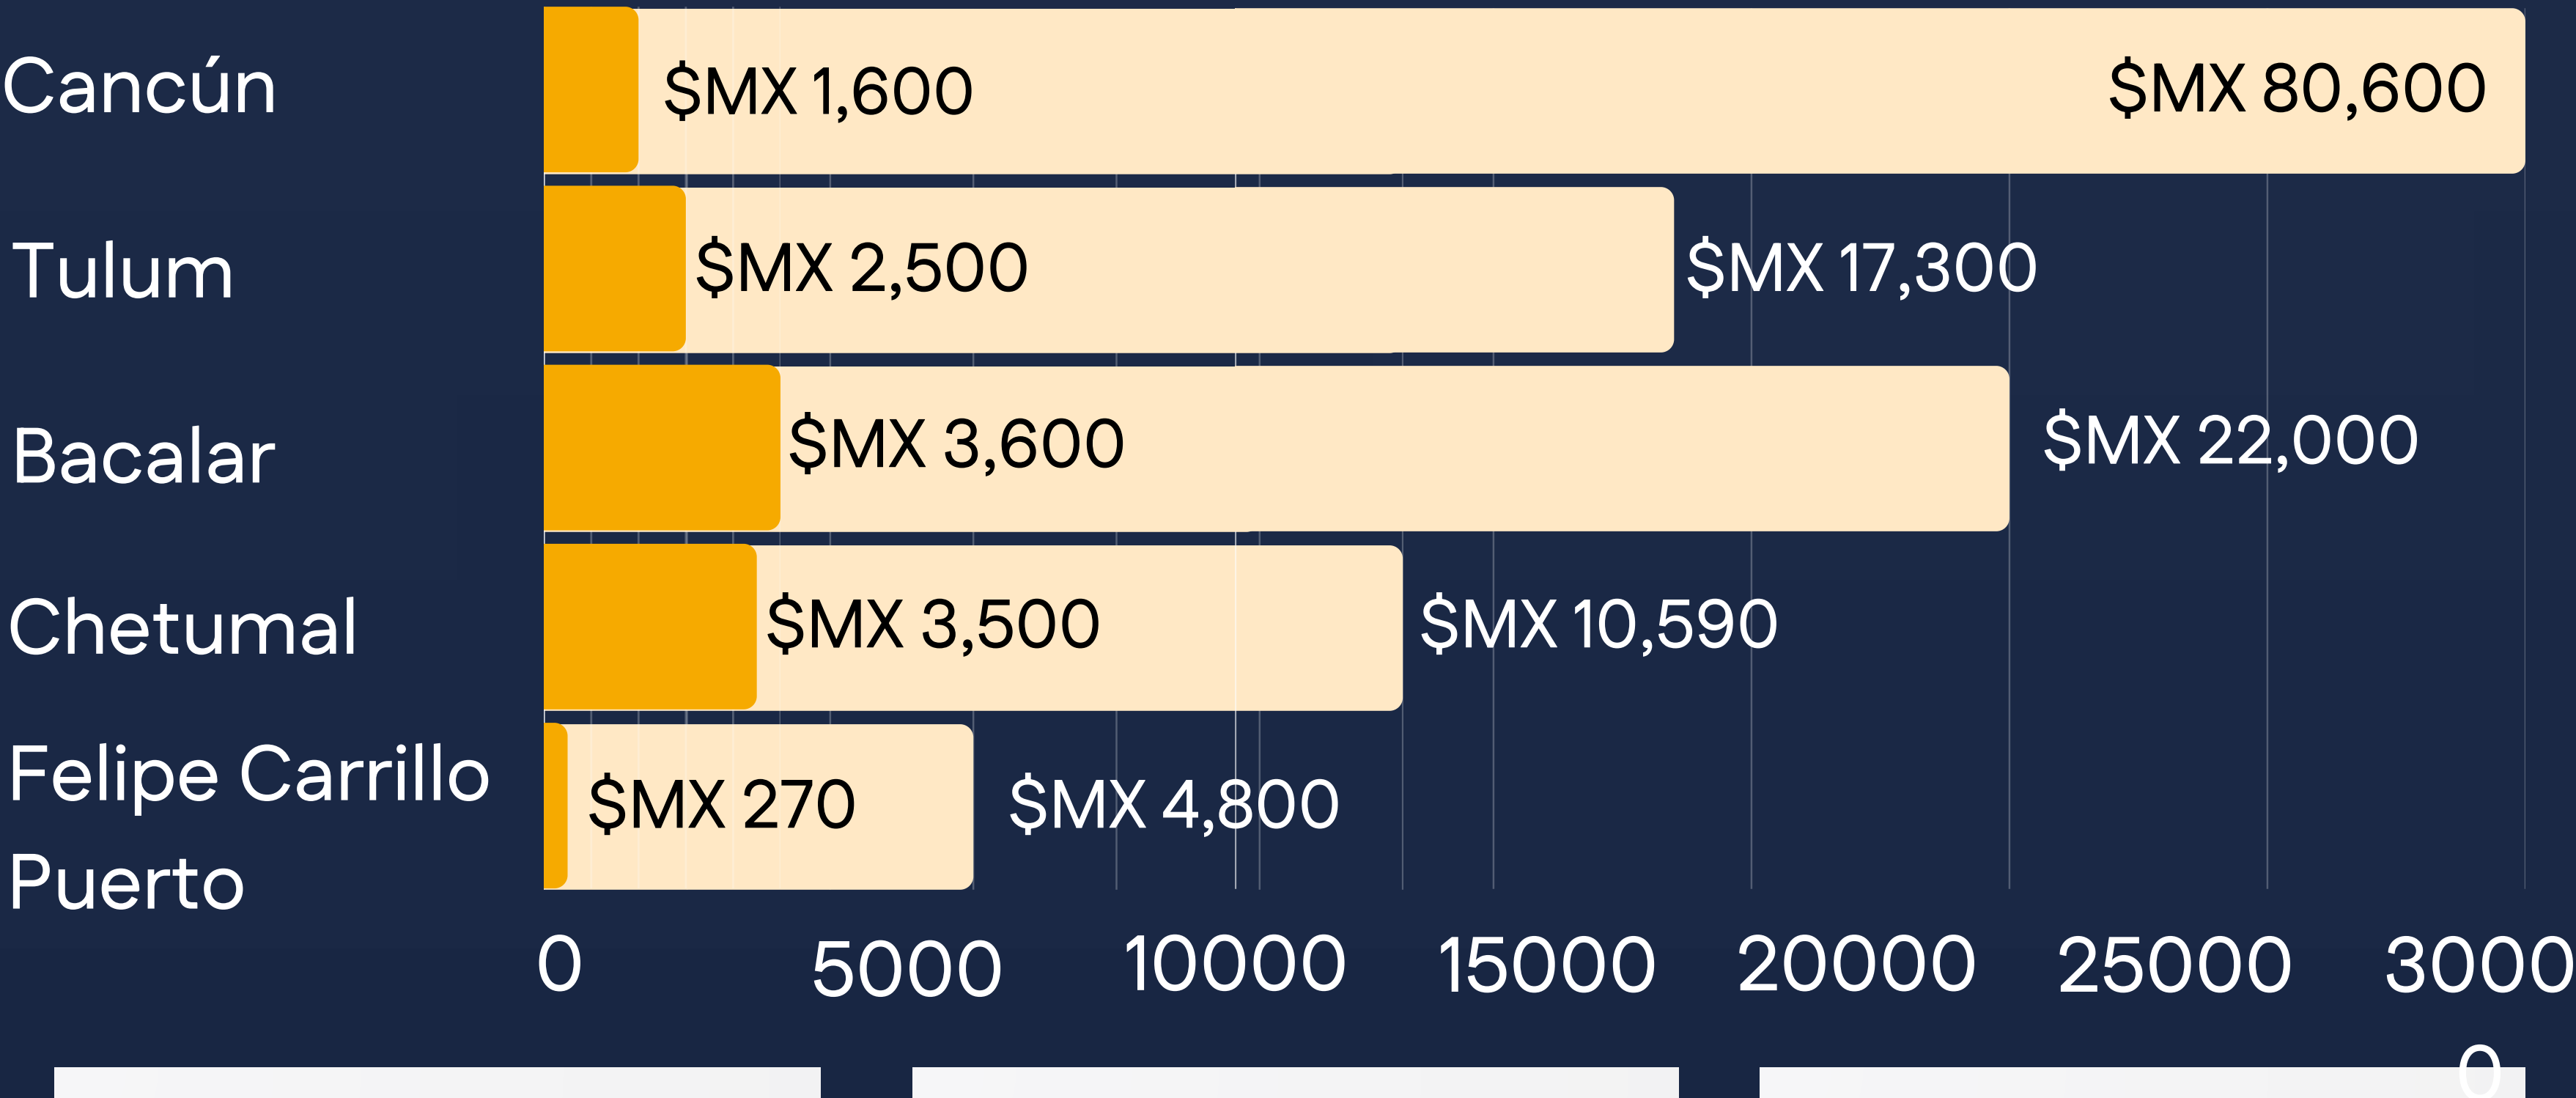 Cancún
$MX 1,600
$MX 80,600
Tulum
$MX 2,500
$MX 17,300
Bacalar
$MX 3,600
$MX 22,000
Chetumal
$MX 3,500
$MX 10,590
Felipe Carrillo
Puerto
$MX 270
$MX 4,800
0
5000
10000
15000
20000
25000
3000
0